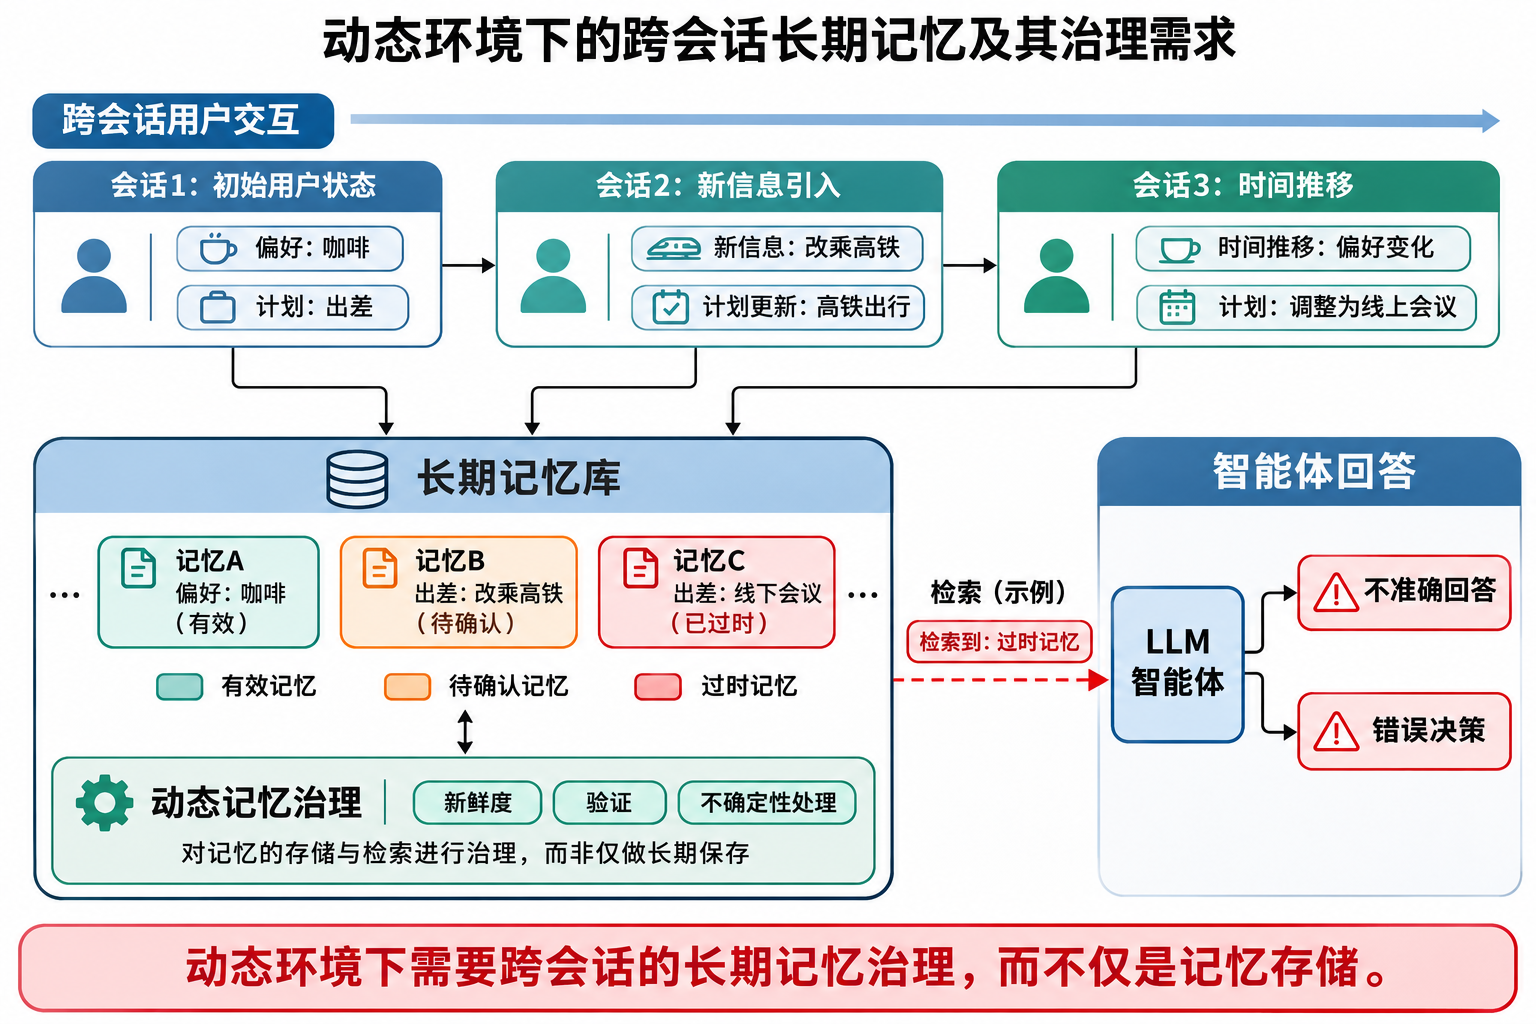 动态环境下的跨会话长期记忆及其治理需求
跨会话用户交互
会话1：初始用户状态
偏好：咖啡
计划：出差
会话2：新信息引入
新信息：改乘高铁
计划更新：高铁出行
会话3：时间推移
时间推移：偏好变化
计划：调整为线上会议
长期记忆库
...
记忆A
偏好：咖啡
（有效）
记忆B
出差：改乘高铁
（待确认）
记忆C
出差：线下会议
（已过时）
...
有效记忆
待确认记忆
过时记忆
动态记忆治理
新鲜度
验证
不确定性处理
对记忆的存储与检索进行治理，而非仅做长期保存
检索（示例）
检索到：过时记忆
智能体回答
LLM
智能体
不准确回答
错误决策
动态环境下需要跨会话的长期记忆治理，而不仅是记忆存储。